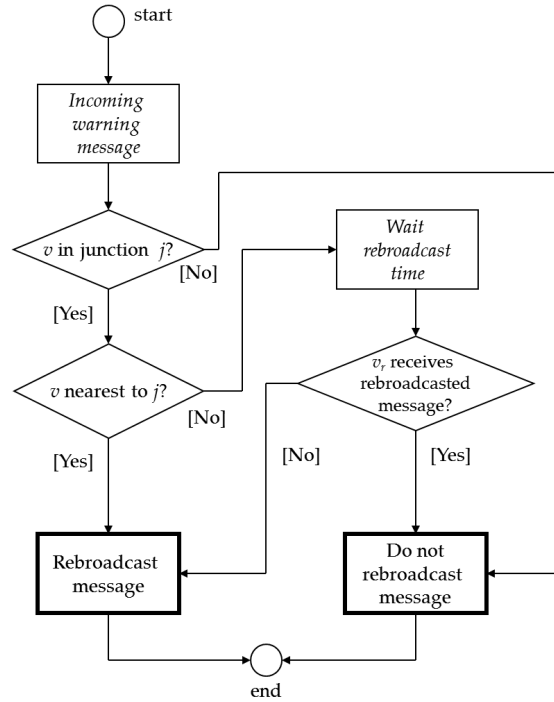 start
Incoming
warning
message
v in junction j?
[No]
[Yes]
Wait
rebroadcast
time
v nearest to j?
[No]
[Yes]
v_r receives
rebroadcasted
message?
[No]
[Yes]
Rebroadcast
message
Do not
rebroadcast
message
end